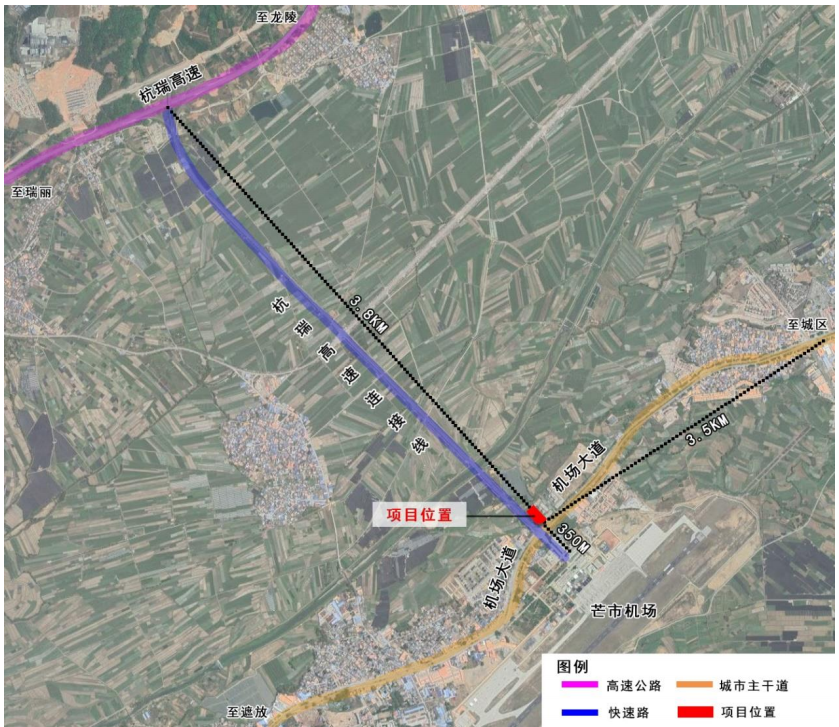 至龙陵
杭瑞高速
至瑞丽
3.8KM
杭瑞高速连接线
至城区
3.5KM
机场大道
项目位置
350M
机场大道
芒市机场
至遮放
图例
高速公路
城市主干道
快速路
项目位置